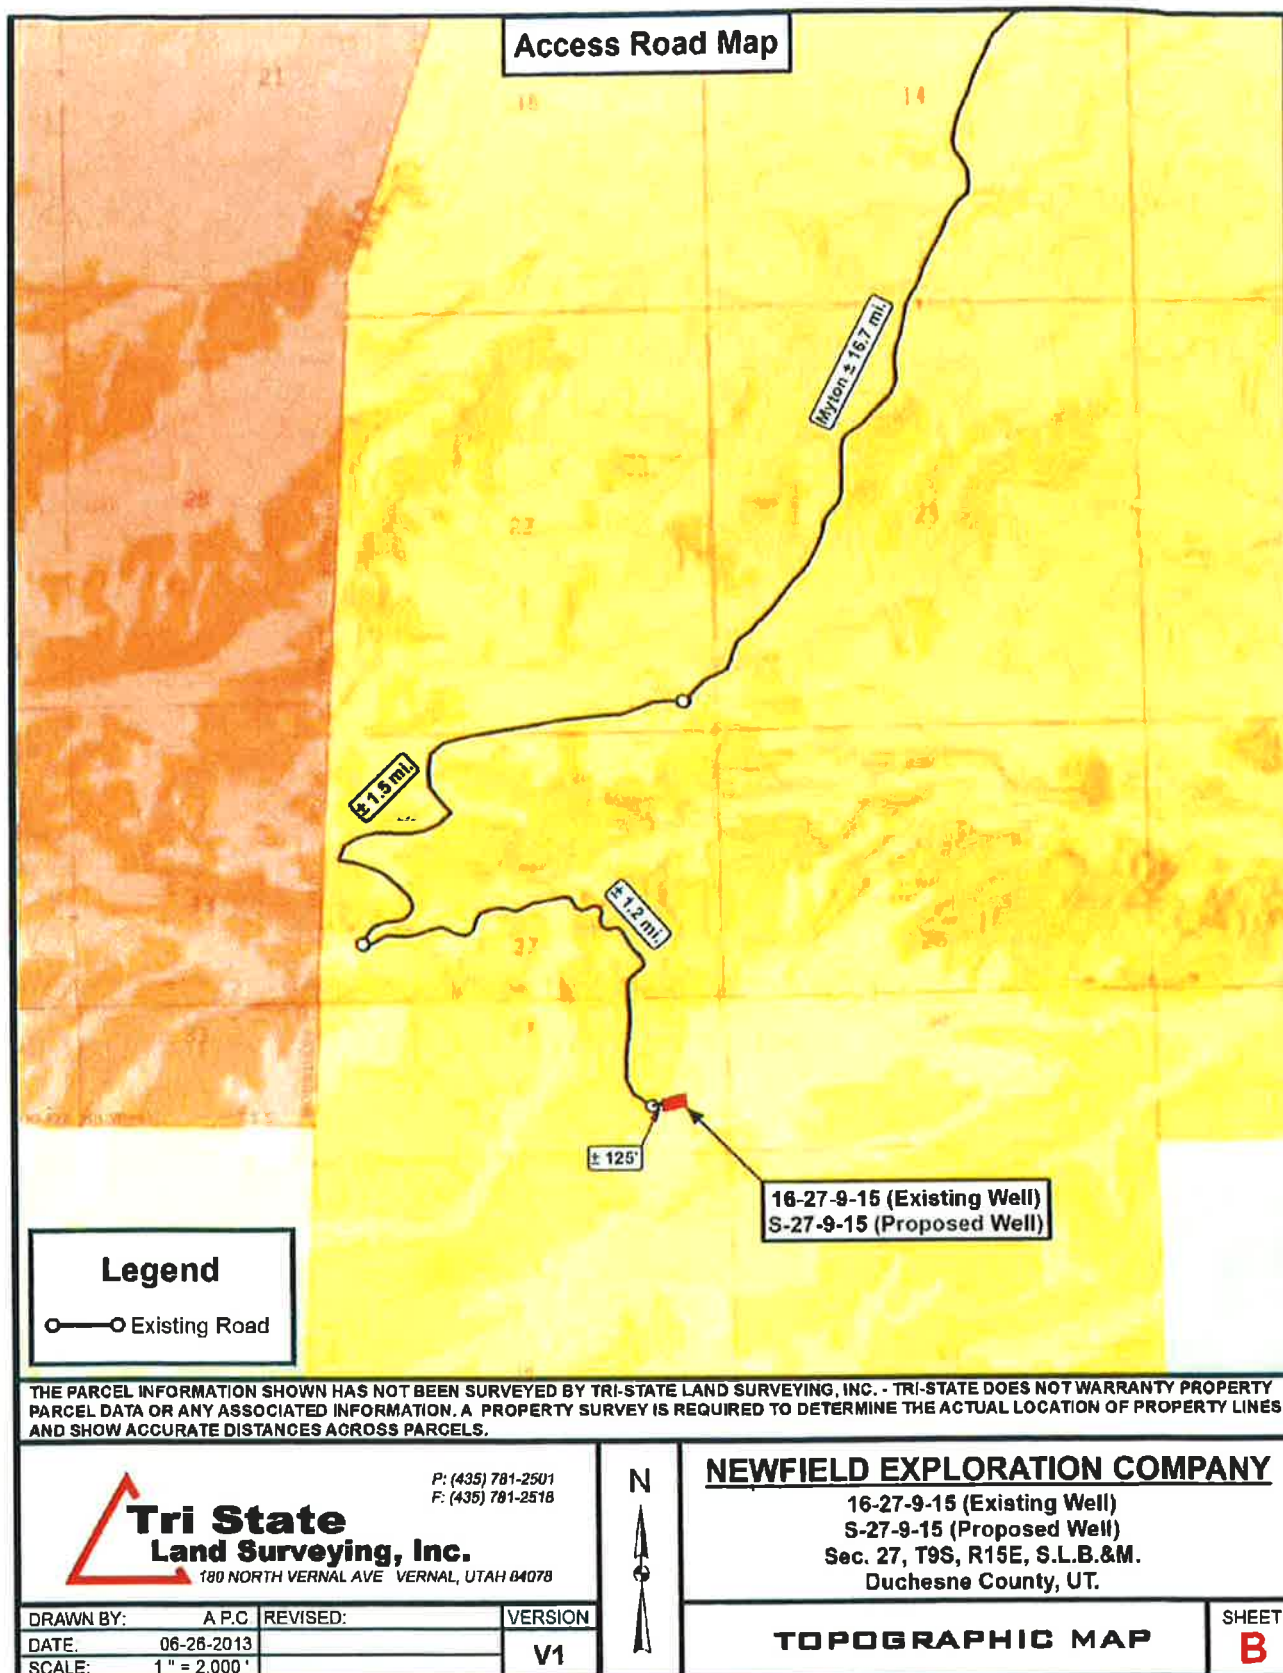 Access Road Map
21
15
14
Myton ± 16.7 mi.
22
± 1.5 mi.
± 1.2 mi.
27
± 125'
16-27-9-15 (Existing Well)
S-27-9-15 (Proposed Well)
Legend
Existing Road
THE PARCEL INFORMATION SHOWN HAS NOT BEEN SURVEYED BY TRI-STATE LAND SURVEYING, INC. - TRI-STATE DOES NOT WARRANTY PROPERTY
PARCEL DATA OR ANY ASSOCIATED INFORMATION. A PROPERTY SURVEY IS REQUIRED TO DETERMINE THE ACTUAL LOCATION OF PROPERTY LINES
AND SHOW ACCURATE DISTANCES ACROSS PARCELS.
P: (435) 781-2501
F: (435) 781-2518
Tri State
Land Surveying, Inc.
180 NORTH VERNAL AVE VERNAL, UTAH 84078
N
NEWFIELD EXPLORATION COMPANY
16-27-9-15 (Existing Well)
S-27-9-15 (Proposed Well)
Sec. 27, T9S, R15E, S.L.B.&M.
Duchesne County, UT.
DRAWN BY: A.P.C. REVISED: VERSION
DATE: 06-26-2013 V1
SCALE: 1" = 2,000'
TOPOGRAPHIC MAP
SHEET
B